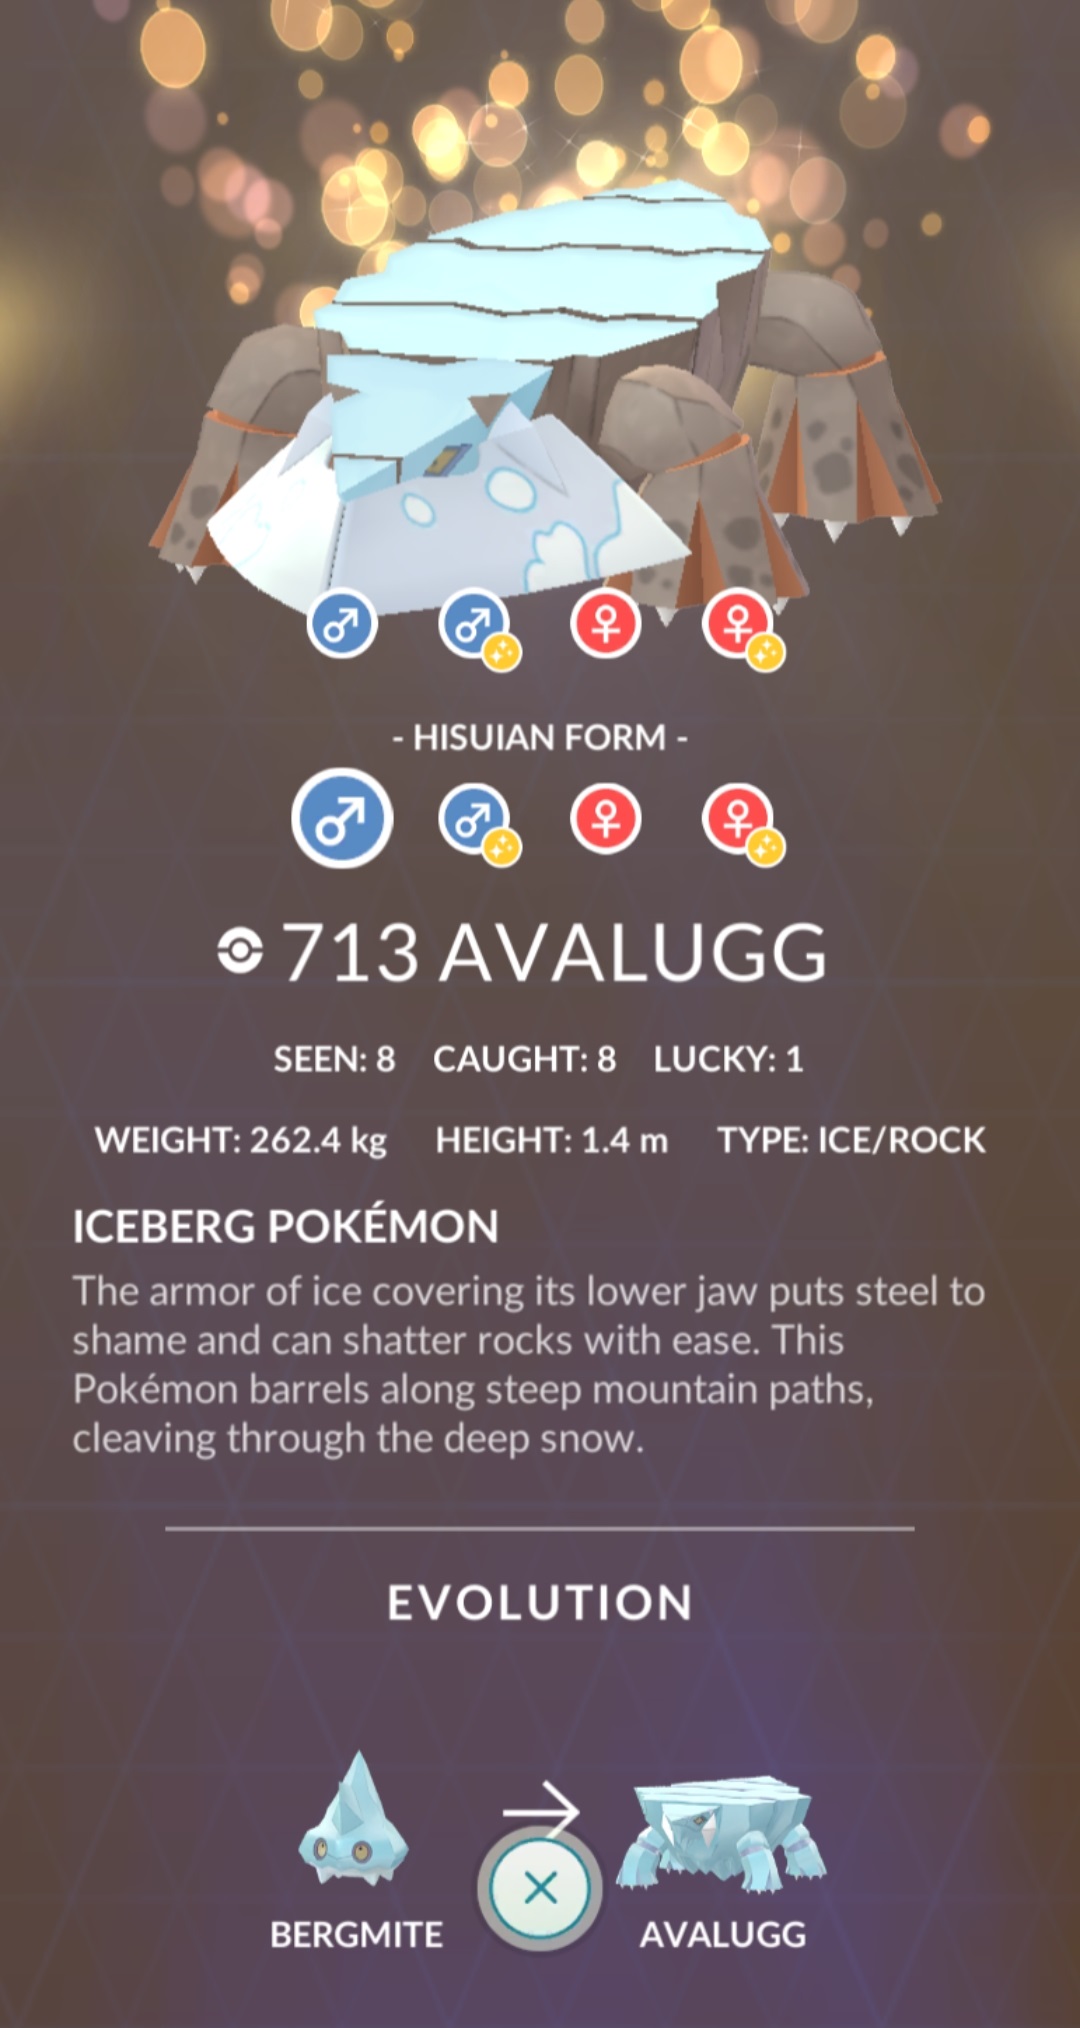 - HISUIAN FORM -
713 AVALUGG
SEEN: 8 CAUGHT: 8 LUCKY: 1
WEIGHT: 262.4 kg HEIGHT: 1.4 m TYPE: ICE/ROCK
ICEBERG POKÉMON
The armor of ice covering its lower jaw puts steel to
shame and can shatter rocks with ease. This
Pokémon barrels along steep mountain paths,
cleaving through the deep snow.
EVOLUTION
BERGMITE AVALUGG